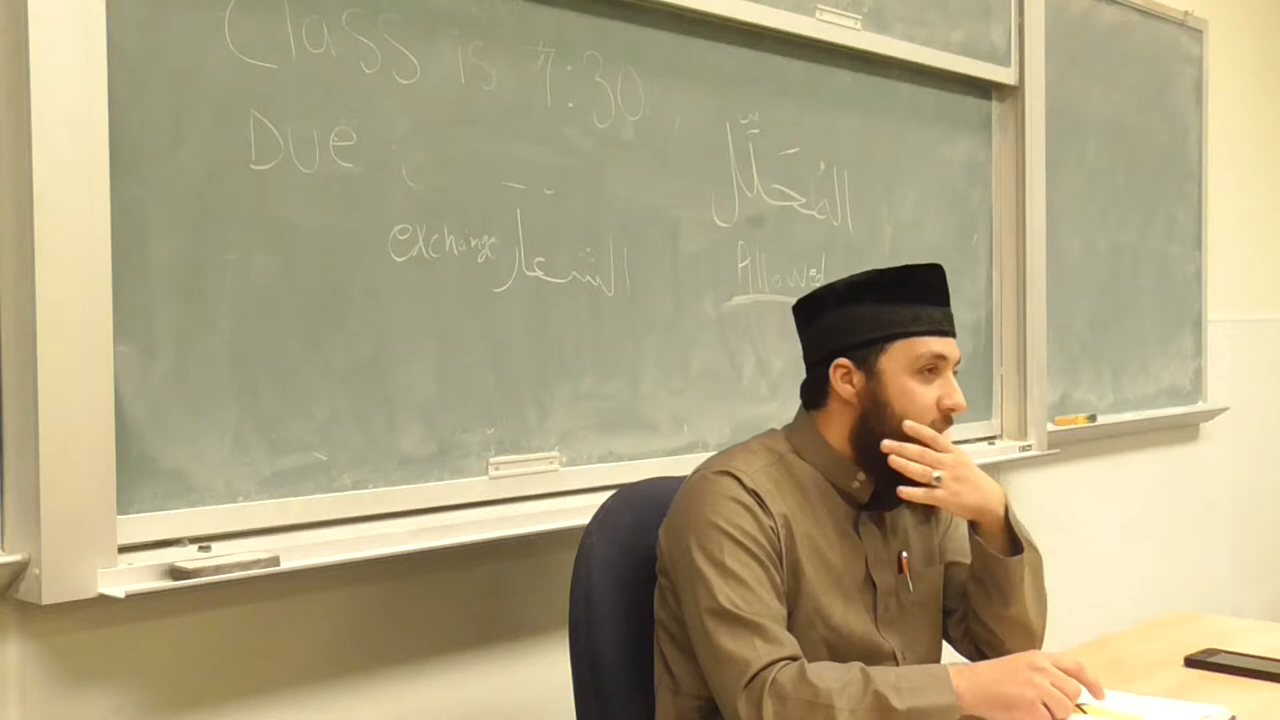 Class is 7:30
Due :
المُحَلّل
exchange الشعار
Allowed